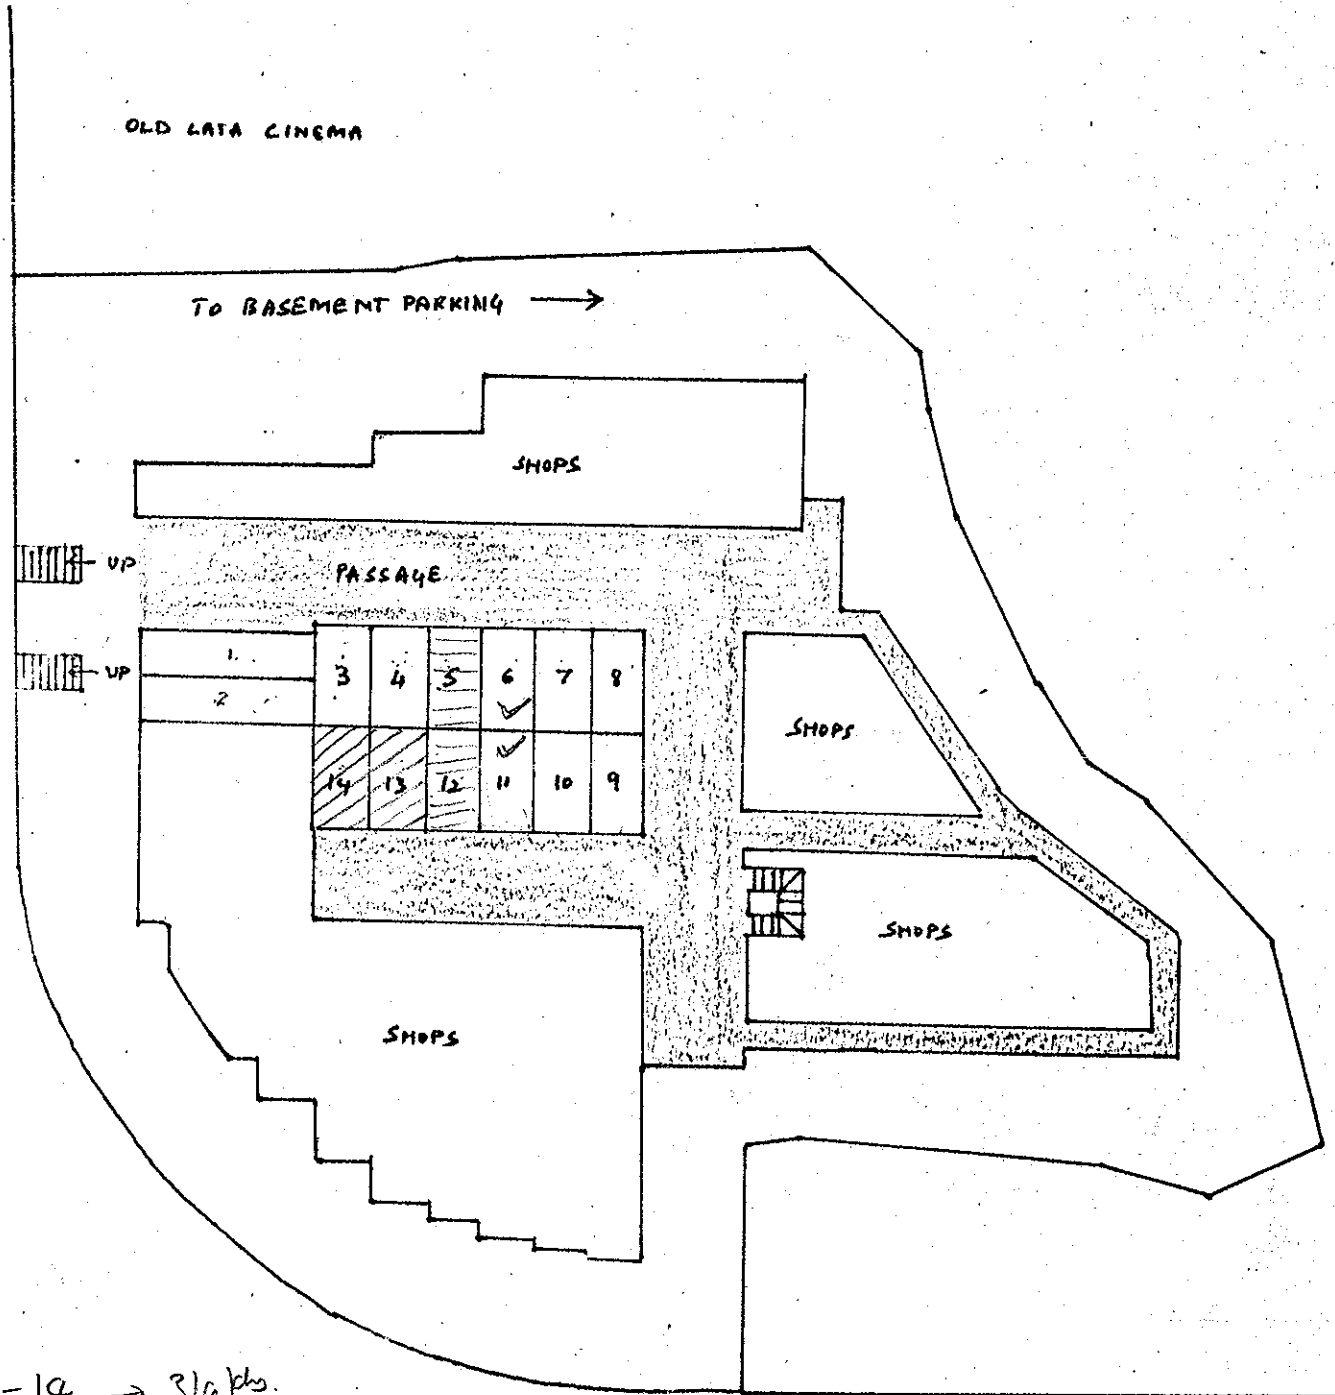 OLD LATA CINEMA
TO BASEMENT PARKING →
SHOPS
UP
PASSAGE
UP
1
2
3 4 5 6 7 8
SHOPS
14 13 12 11 10 9
SHOPS
SHOPS